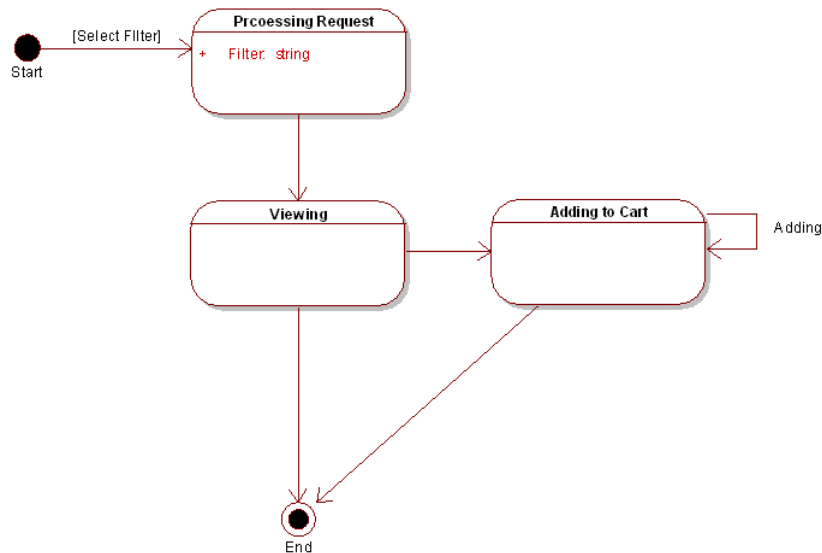 Prcoessing Request
[Select FIlter]
+ Filter: string
Start
Viewing
Adding to Cart
Adding
End